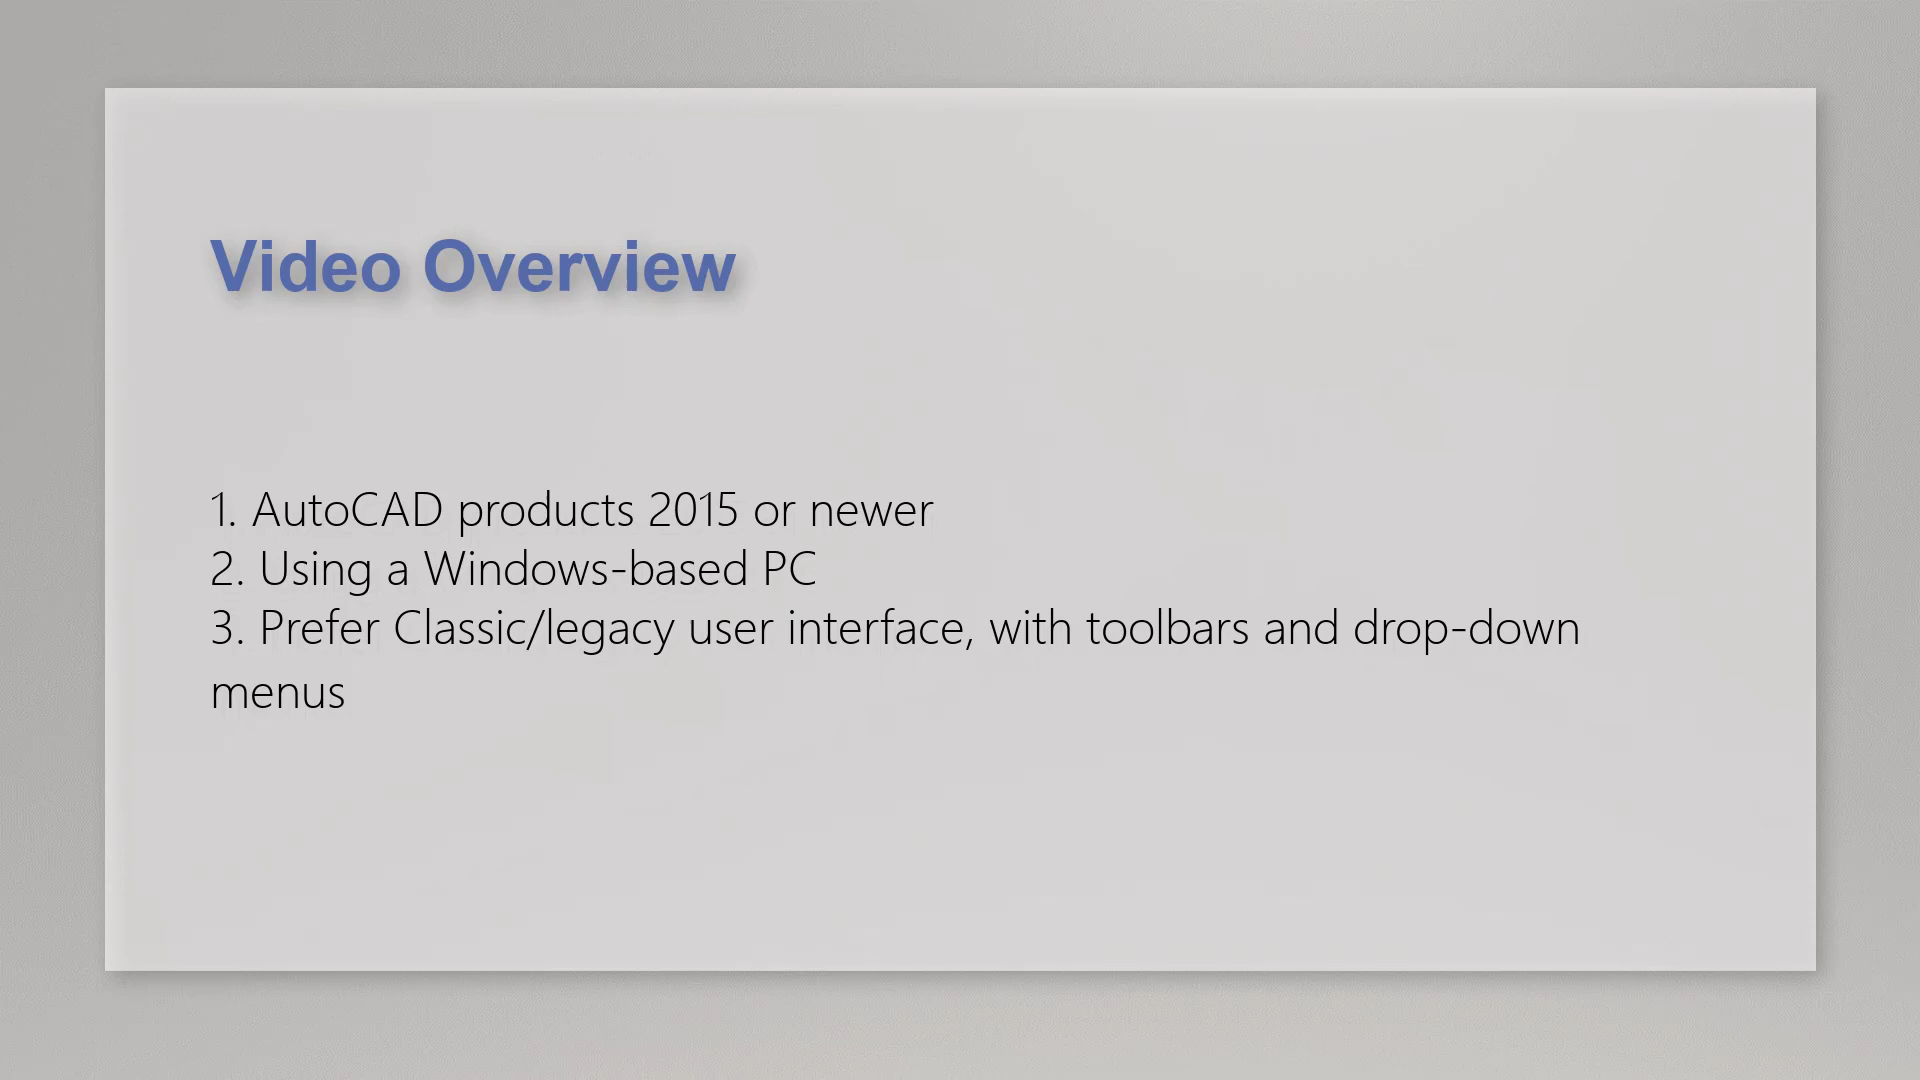 Video Overview
1. AutoCAD products 2015 or newer
2. Using a Windows-based PC
3. Prefer Classic/legacy user interface, with toolbars and drop-down
menus